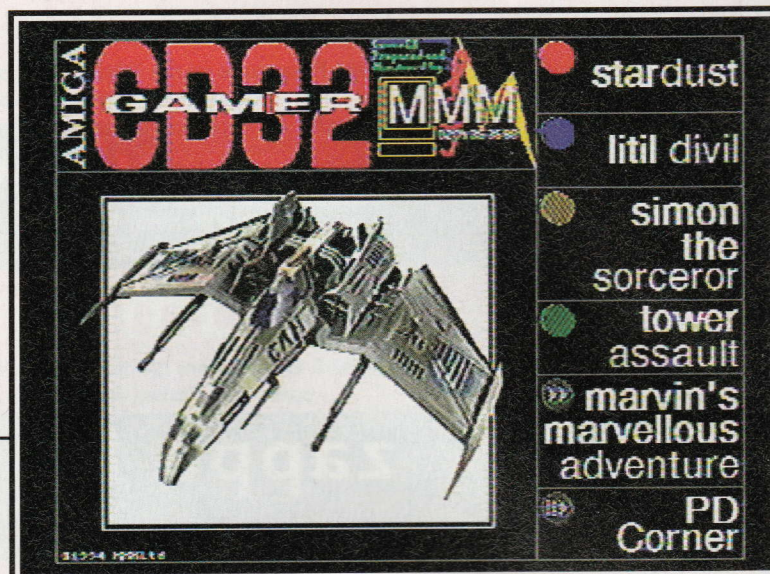 AMIGA
CD32
GAMER
MMM
stardust
litil divil
simon
the
sorceror
tower
assault
marvin's
marvellous
adventure
PD
Corner